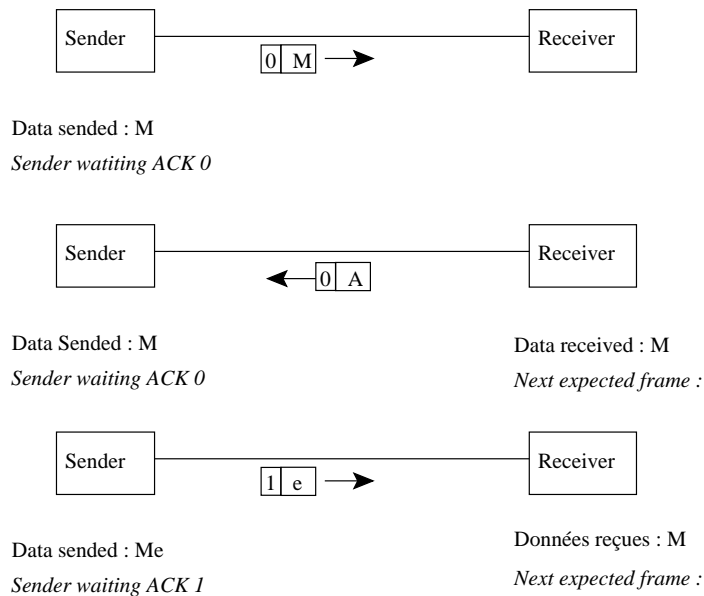 Sender Receiver
0 M
Data sended : M
Sender watiting ACK 0
Sender Receiver
0 A
Data Sended : M Data received : M
Sender waiting ACK 0 Next expected frame :
Sender Receiver
1 e
Data sended : Me Données reçues : M
Sender waiting ACK 1 Next expected frame :